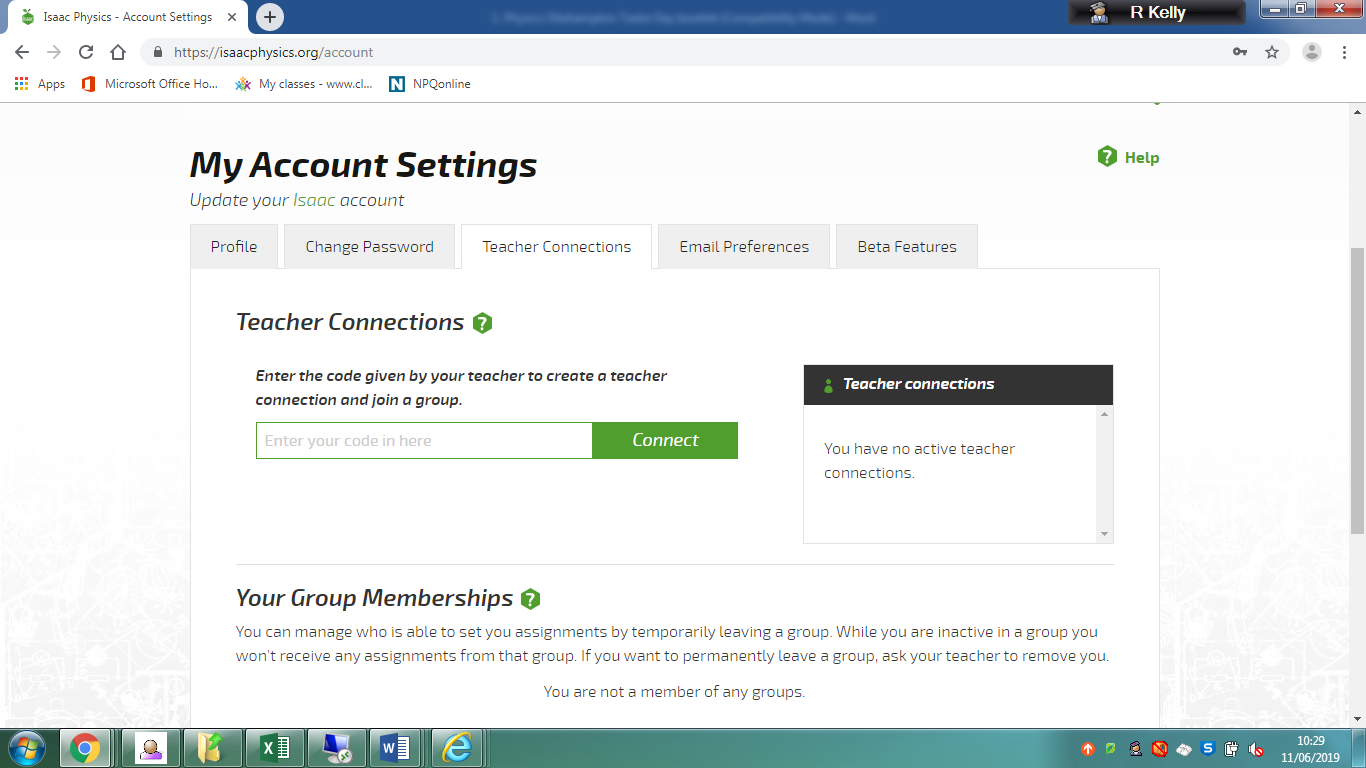 Isaac Physics - Account Settings
R Kelly
https://isaacphysics.org/account
Apps Microsoft Office Ho... My classes - www.cl... NPQonline
My Account Settings
Help
Update your Isaac account
Profile Change Password Teacher Connections Email Preferences Beta Features
Teacher Connections ?
Enter the code given by your teacher to create a teacher
connection and join a group.
Enter your code in here Connect
Teacher connections
You have no active teacher
connections.
Your Group Memberships ?
You can manage who is able to set you assignments by temporarily leaving a group. While you are inactive in a group you
won't receive any assignments from that group. If you want to permanently leave a group, ask your teacher to remove you.
You are not a member of any groups.
10:29
11/06/2019